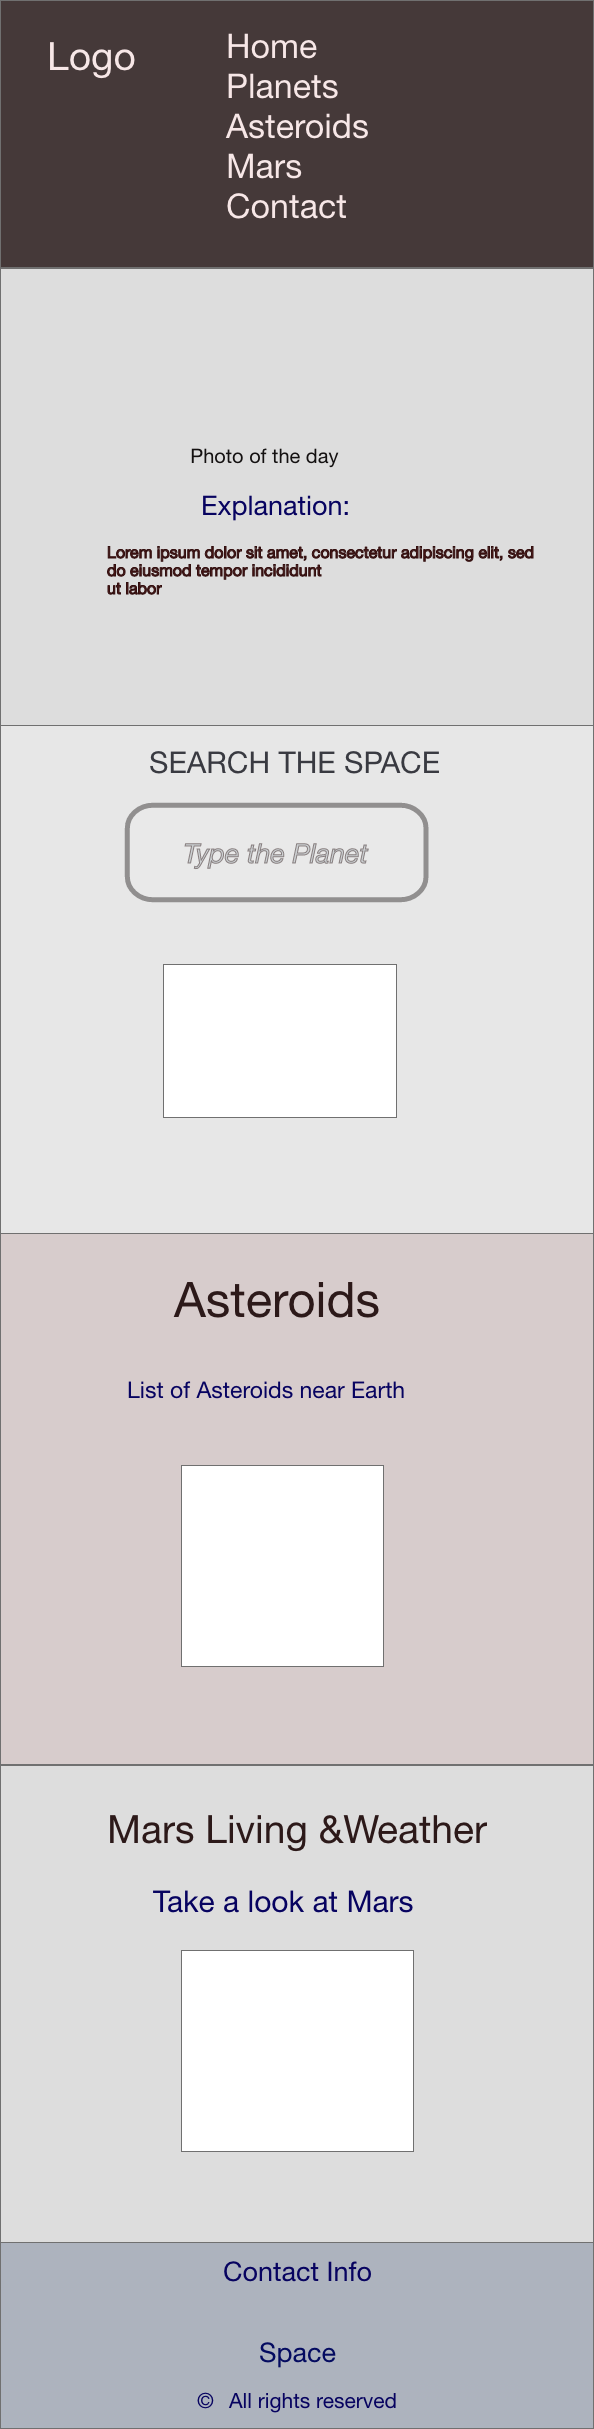 Logo
Home
Planets
Asteroids
Mars
Contact
Photo of the day
Explanation:
Lorem ipsum dolor sit amet, consectetur adipiscing elit, sed
do eiusmod tempor incididunt
ut labor
SEARCH THE SPACE
Type the Planet
Asteroids
List of Asteroids near Earth
Mars Living &Weather
Take a look at Mars
Contact Info
Space
© All rights reserved